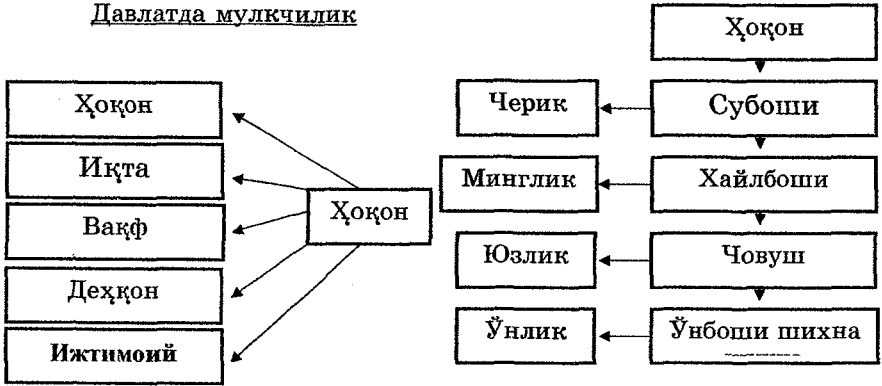 Давлатда мулкчилик
Ҳоқон
Иқта
Вақф
Деҳқон
Ижтимоий
Ҳоқон
Ҳоқон
Черик
Субоши
Минглик
Хайлбоши
Юзлик
Човуш
Ўнлик
Ўнбоши шихна